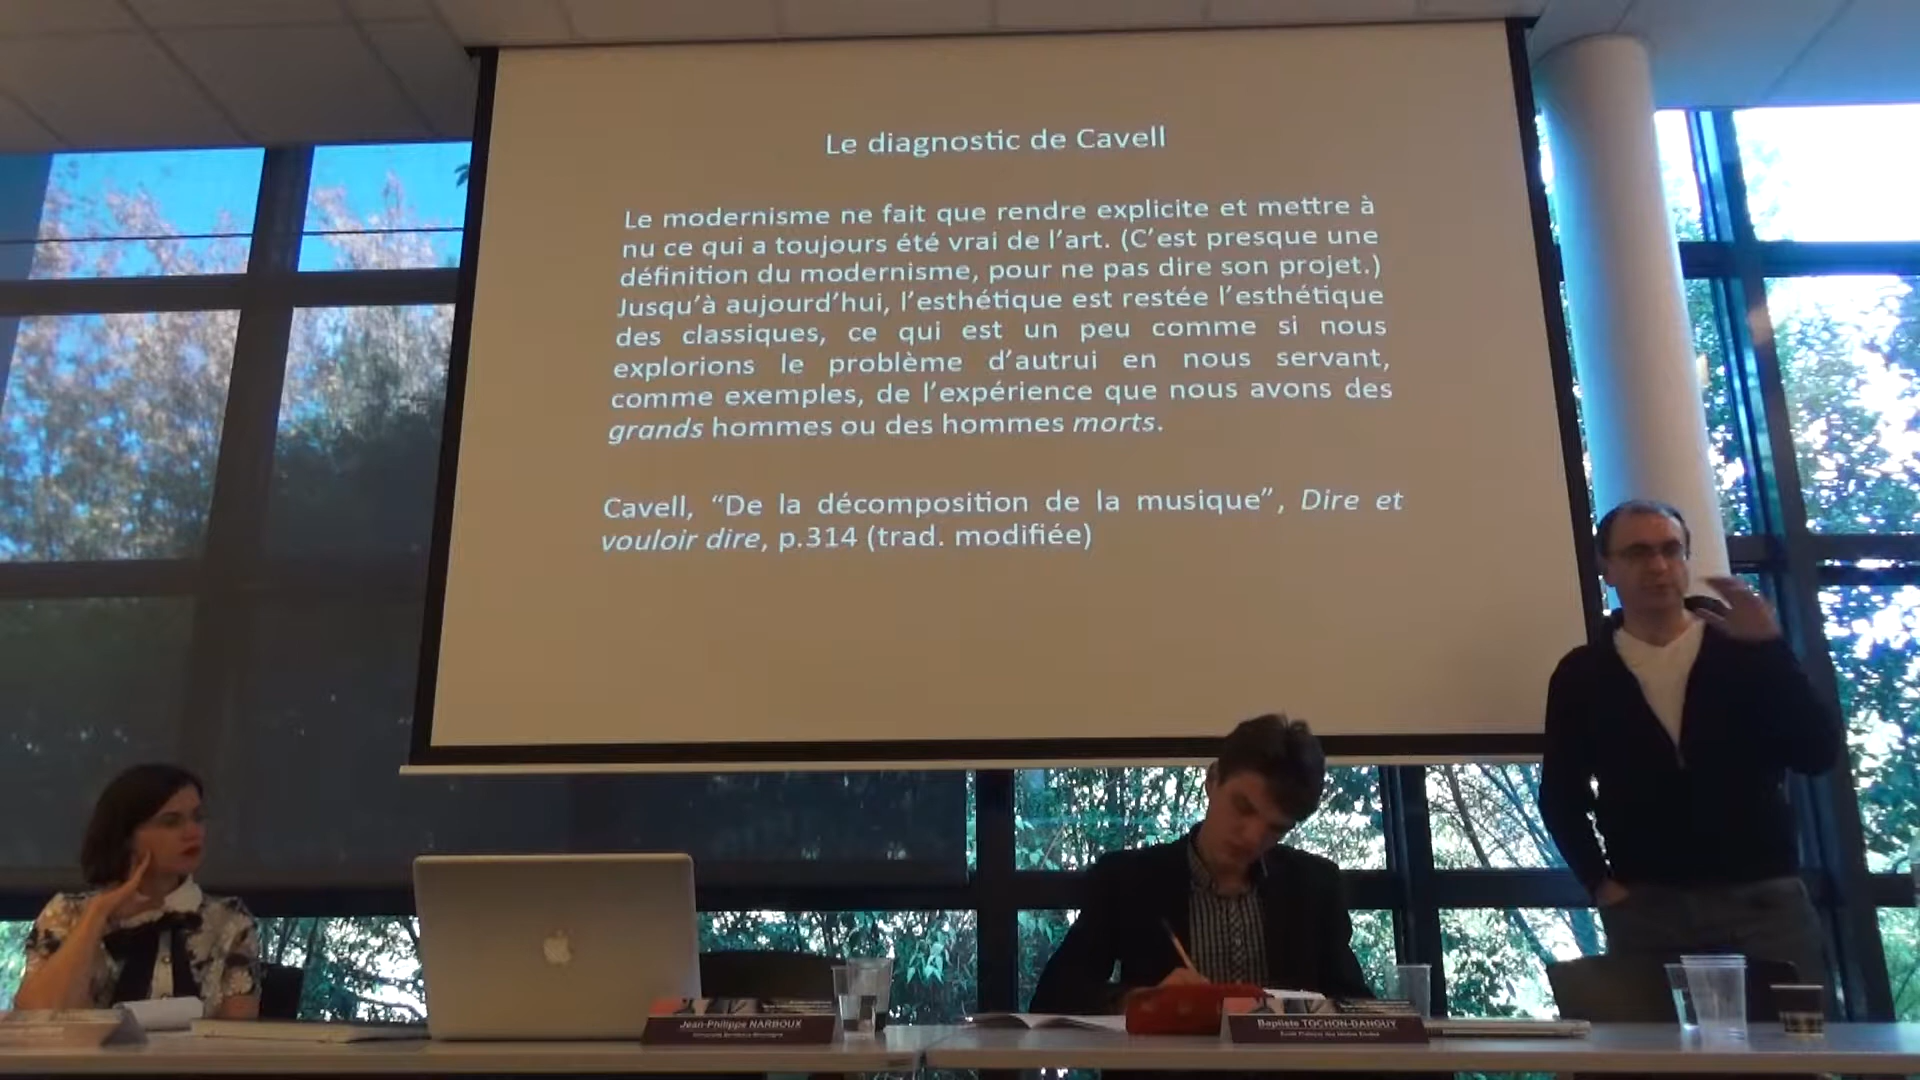 Le diagnostic de Cavell
Le modernisme ne fait que rendre explicite et mettre à
nu ce qui a toujours été vrai de l’art. (C’est presque une
définition du modernisme, pour ne pas dire son projet.)
Jusqu’à aujourd’hui, l’esthétique est restée l’esthétique
des classiques, ce qui est un peu comme si nous
explorions le problème d’autrui en nous servant,
comme exemples, de l’expérience que nous avons des
grands hommes ou des hommes morts.
Cavell, “De la décomposition de la musique”, Dire et
vouloir dire, p.314 (trad. modifiée)
Jean-Philippe NARBOUX
Baptiste TOCHON-DANGUY